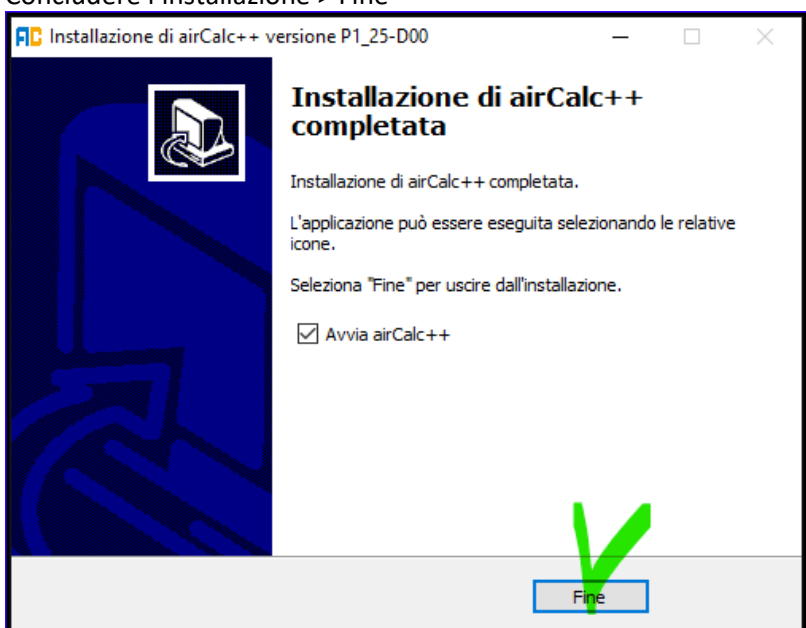 Concludere l'installazione > Fine
Installazione di airCalc++ versione P1_25-D00
Installazione di airCalc++
completata
Installazione di airCalc++ completata.
L'applicazione può essere eseguita selezionando le relative
icone.
Seleziona "Fine" per uscire dall'installazione.
Avvia airCalc++
Fine